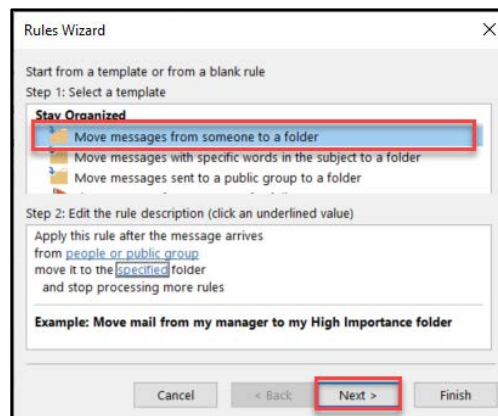 Rules Wizard
Start from a template or from a blank rule
Step 1: Select a template
Stay Organized
Move messages from someone to a folder
Move messages with specific words in the subject to a folder
Move messages sent to a public group to a folder
Step 2: Edit the rule description (click an underlined value)
Apply this rule after the message arrives
from people or public group
move it to the specified folder
and stop processing more rules
Example: Move mail from my manager to my High Importance folder
Cancel
< Back
Next >
Finish